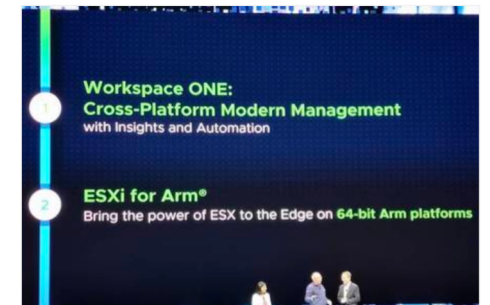 1
Workspace ONE:
Cross-Platform Modern Management
with Insights and Automation
2
ESXi for Arm®
Bring the power of ESX to the Edge on 64-bit Arm platforms